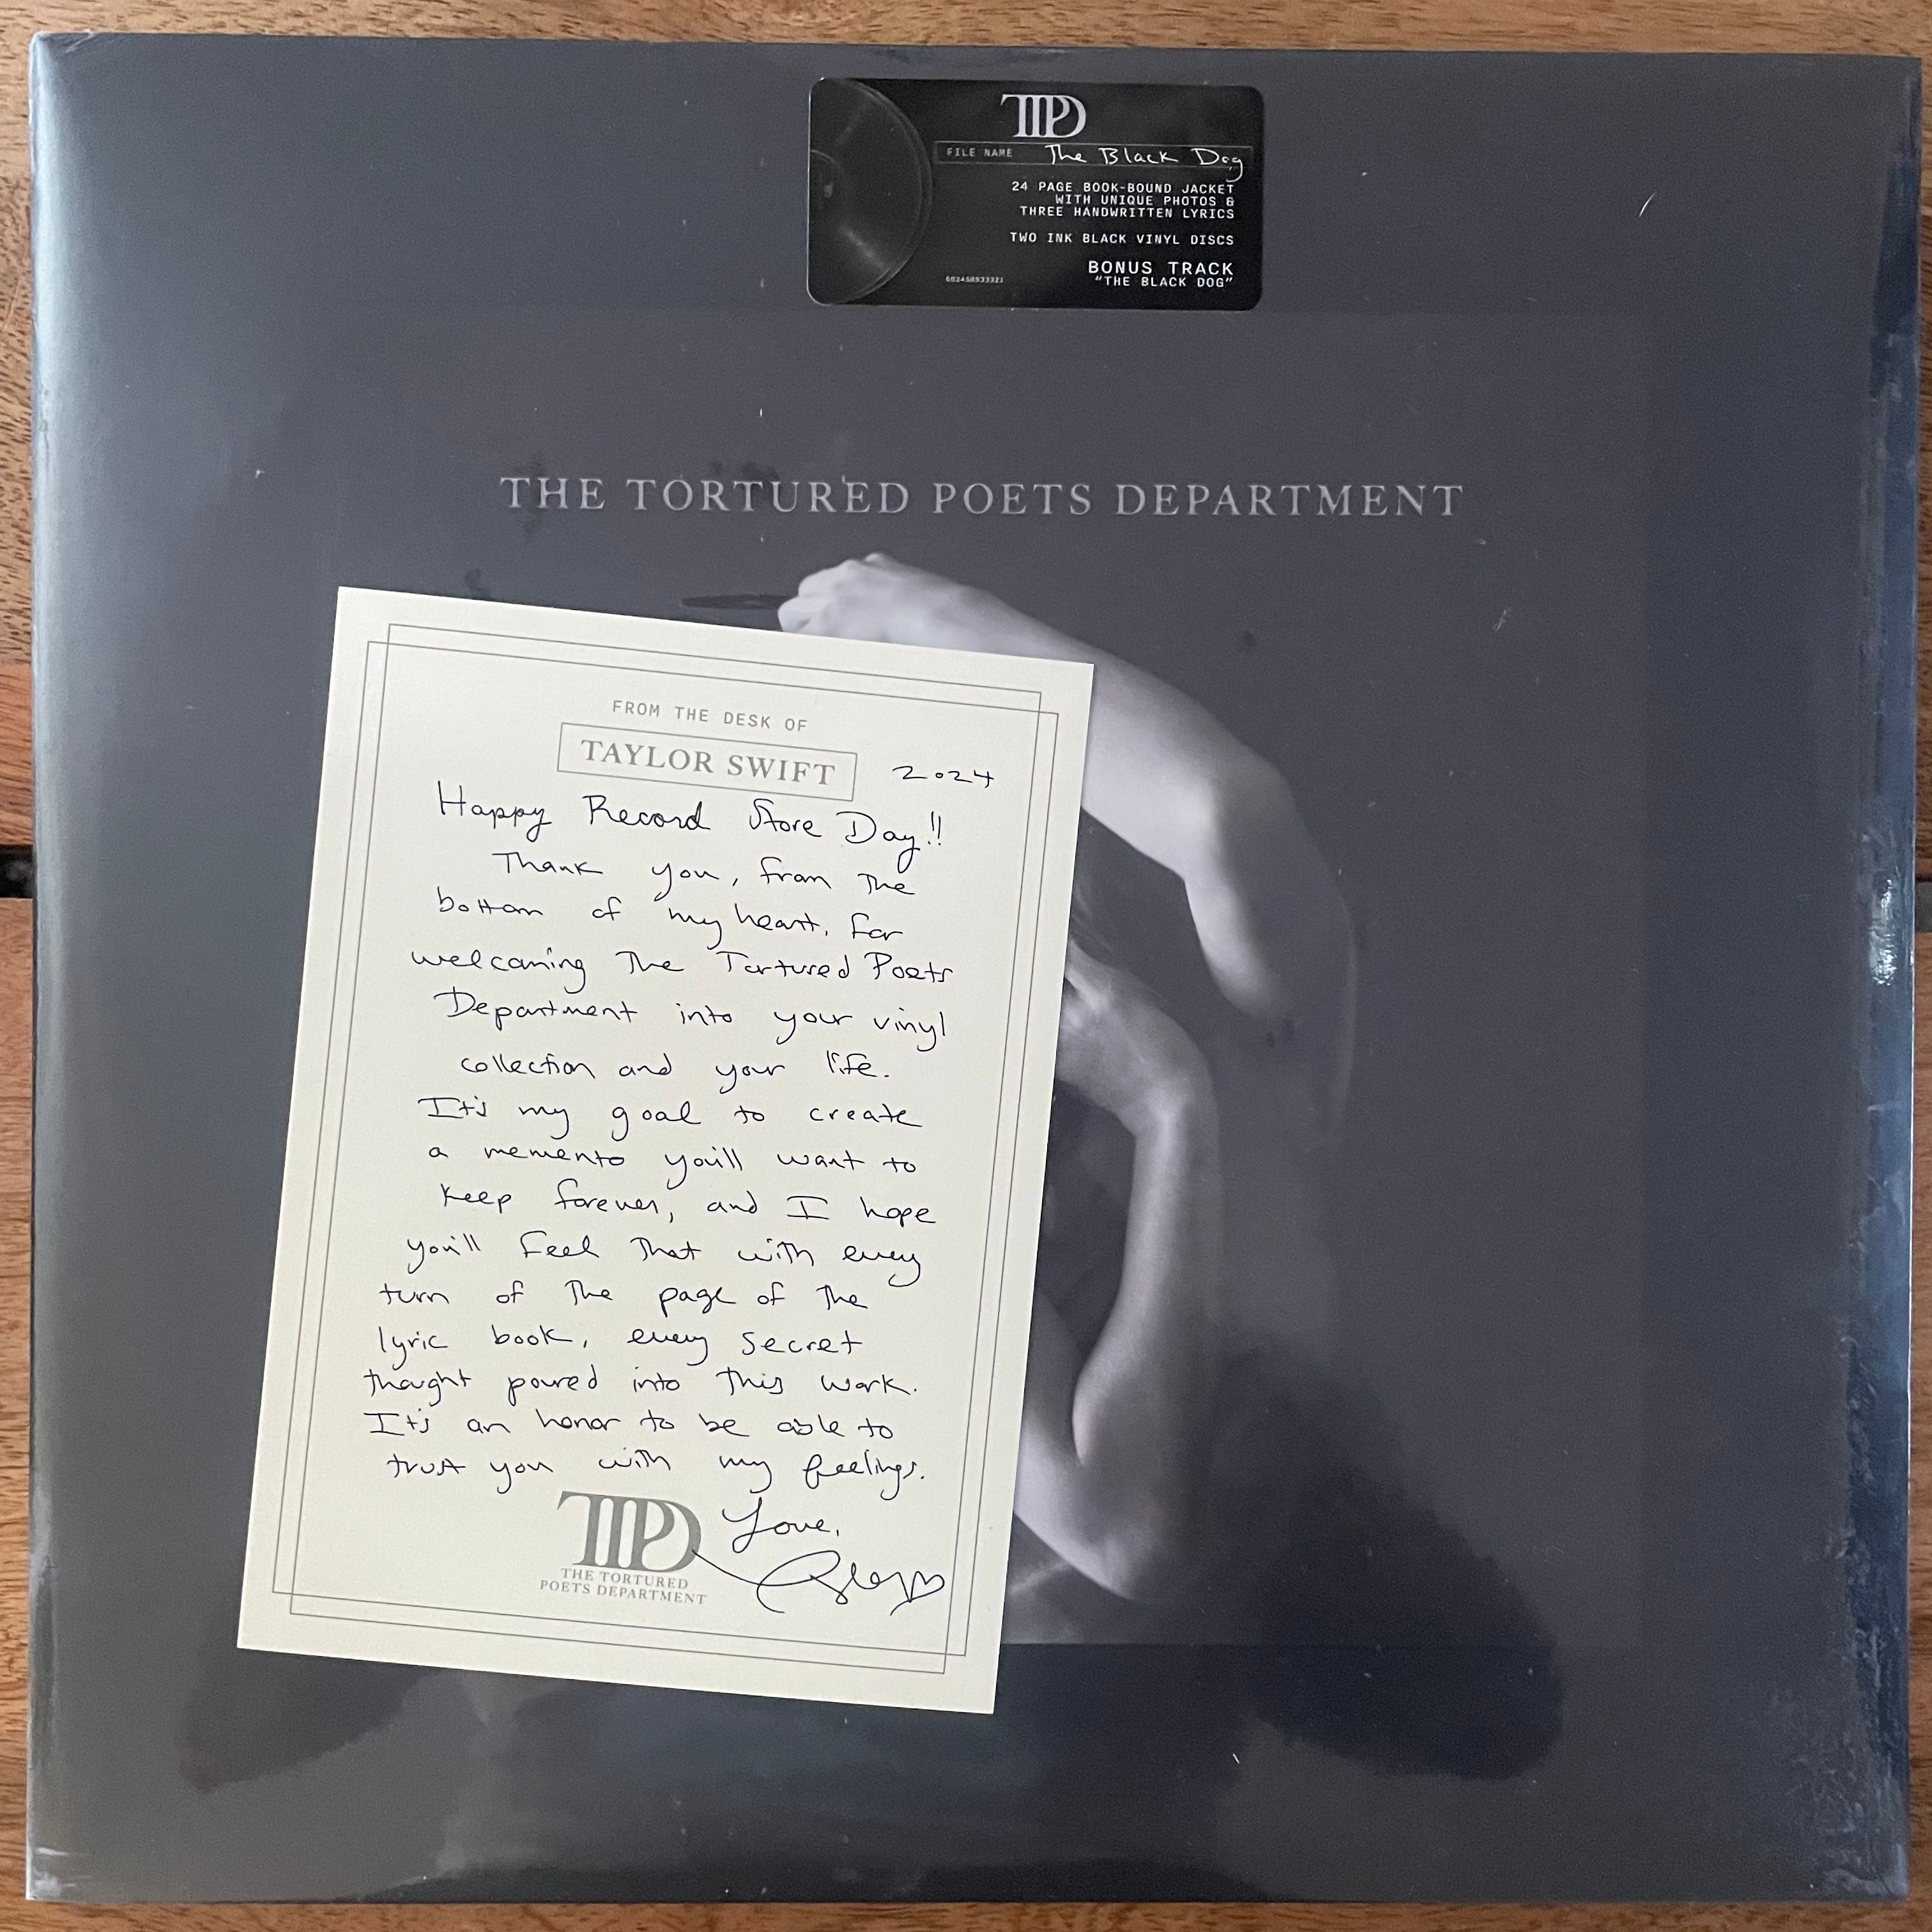 TTPD
FILE NAME The Black Dog
24 PAGE BOOK-BOUND JACKET
WITH UNIQUE PHOTOS &
THREE HANDWRITTEN LYRICS
TWO INK BLACK VINYL DISCS
BONUS TRACK
"THE BLACK DOG"
THE TORTURED POETS DEPARTMENT
FROM THE DESK OF
TAYLOR SWIFT
2024
Happy Record Store Day!!
Thank you, from the
bottom of my heart, for
welcoming The Tortured Poets
Department into your vinyl
collection and your life.
It's my goal to create
a memento you'll want to
keep forever, and I hope
you'll feel that with every
turn of the page of the
lyric book, every secret
thought poured into this work.
It's an honor to be able to
trust you with my feelings.
Love,
TTPD
THE TORTURED
POETS DEPARTMENT